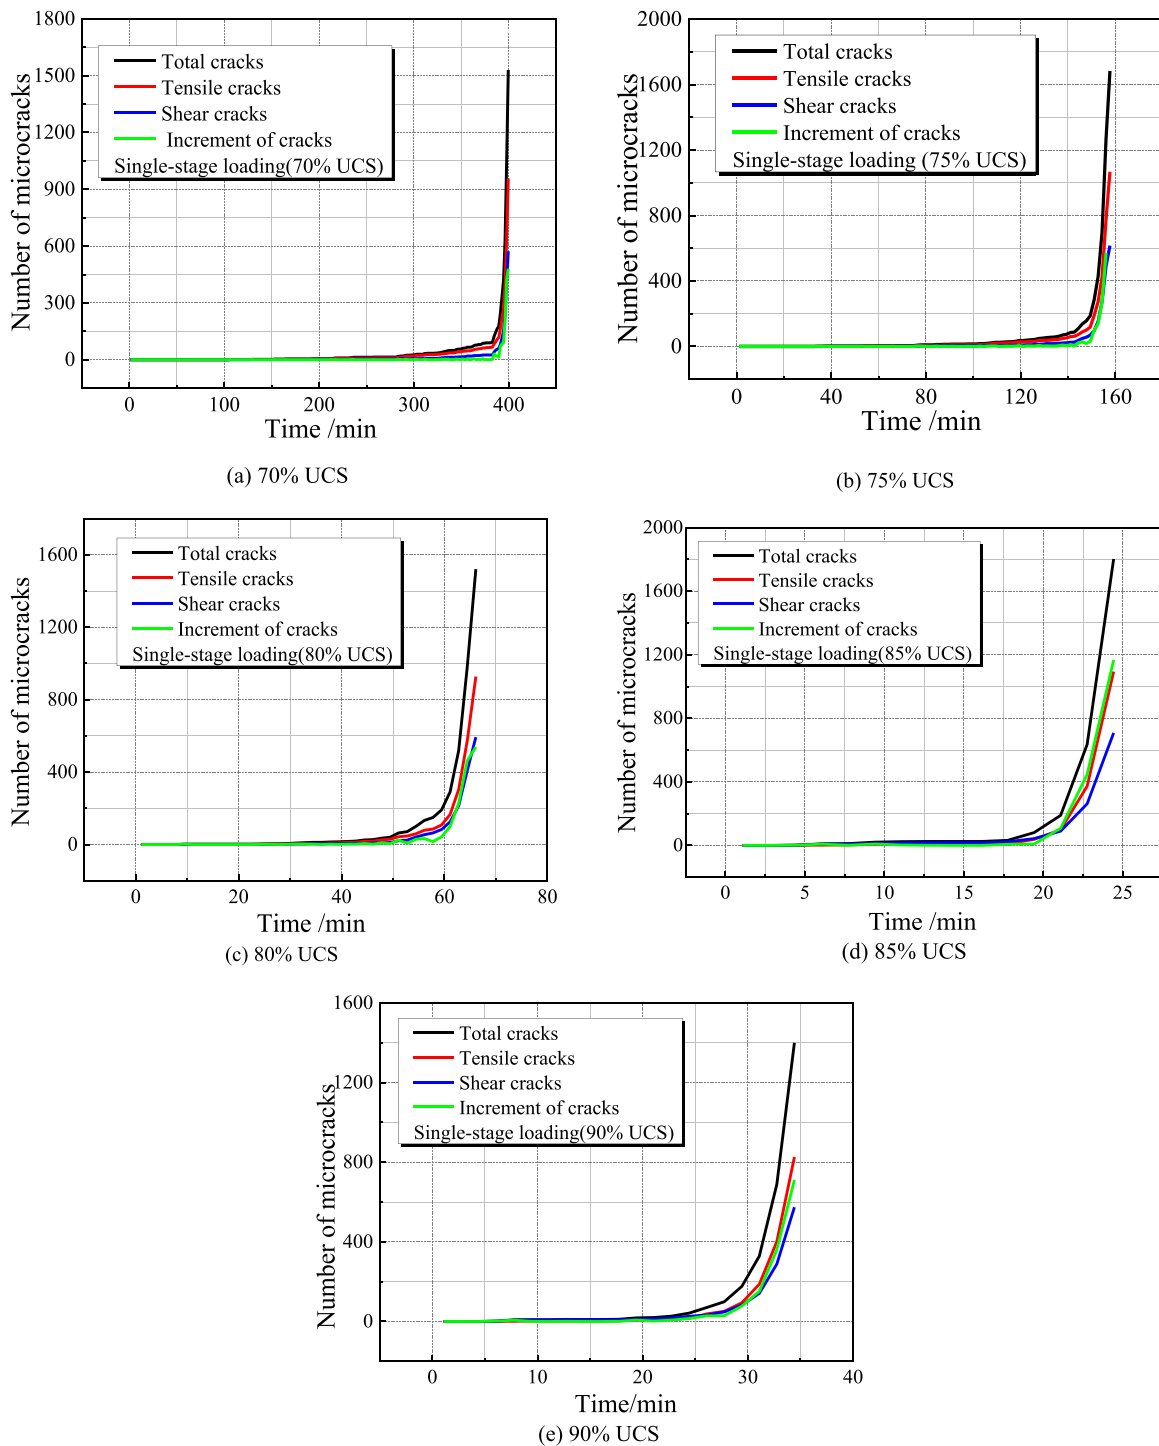 1800
1500
1200
900
600
300
0
Number of microcracks
Total cracks
Tensile cracks
Shear cracks
Increment of cracks
Single-stage loading(70% UCS)
0 100 200 300 400
Time /min
(a) 70% UCS
2000
1600
1200
800
400
0
Number of microcracks
Total cracks
Tensile cracks
Shear cracks
Increment of cracks
Single-stage loading (75% UCS)
0 40 80 120 160
Time /min
(b) 75% UCS
1600
1200
800
400
0
Number of microcracks
Total cracks
Tensile cracks
Shear cracks
Increment of cracks
Single-stage loading(80% UCS)
0 20 40 60 80
Time /min
(c) 80% UCS
2000
1600
1200
800
400
0
Number of microcracks
Total cracks
Tensile cracks
Shear cracks
Increment of cracks
Single-stage loading(85% UCS)
0 5 10 15 20 25
Time /min
(d) 85% UCS
1600
1200
800
400
0
Number of microcracks
Total cracks
Tensile cracks
Shear cracks
Increment of cracks
Single-stage loading(90% UCS)
0 10 20 30 40
Time/min
(e) 90% UCS